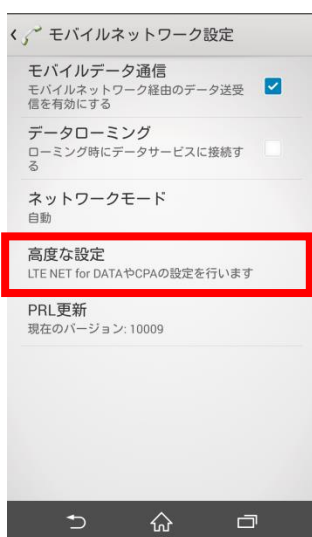 モバイルネットワーク設定
モバイルデータ通信
モバイルネットワーク経由のデータ送受
信を有効にする
データローミング
ローミング時にデータサービスに接続す
る
ネットワークモード
自動
高度な設定
LTE NET for DATAやCPAの設定を行います
PRL更新
現在のバージョン: 10009